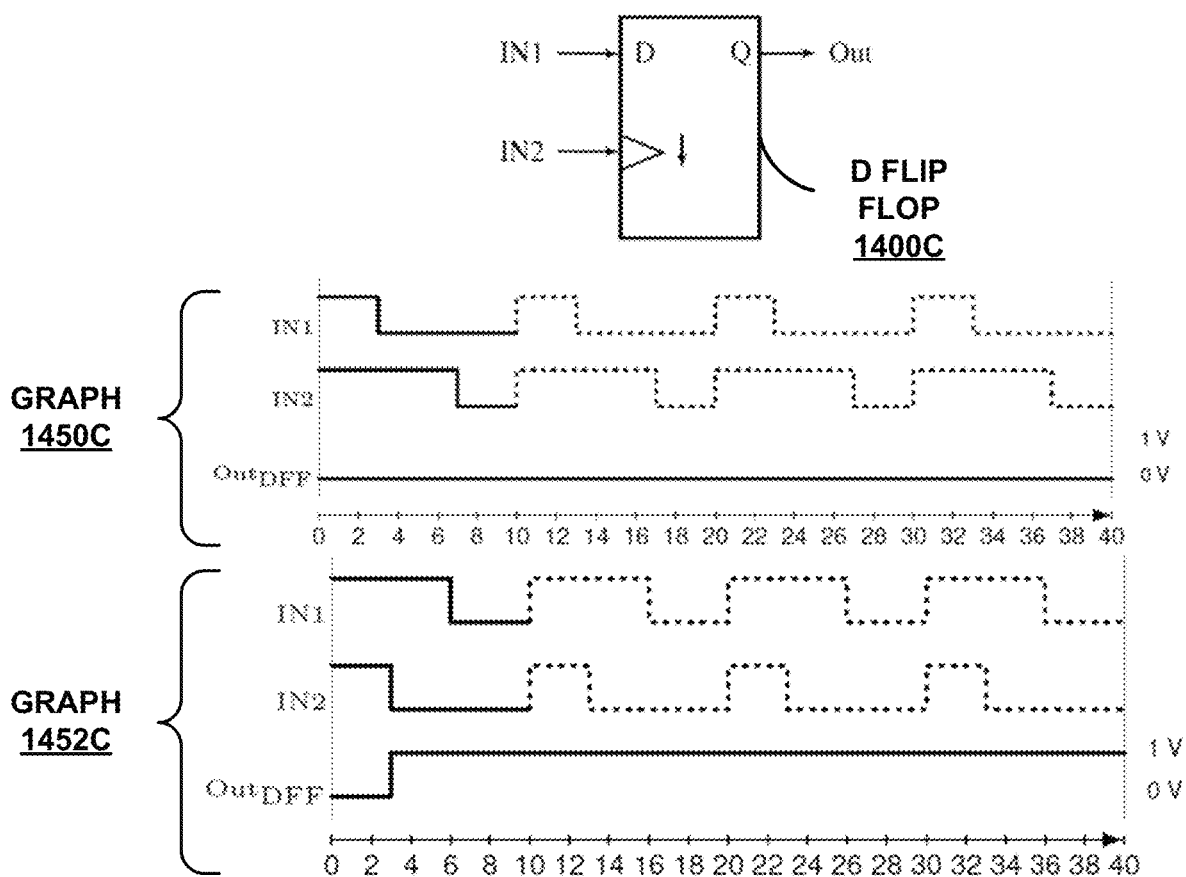 IN1
D
Q
Out
IN2
D FLIP
FLOP
1400C
GRAPH
1450C
IN1
IN2
OutDFF
1 V
0 V
0 2 4 6 8 10 12 14 16 18 20 22 24 26 28 30 32 34 36 38 40
GRAPH
1452C
IN1
IN2
OutDFF
1 V
0 V
0 2 4 6 8 10 12 14 16 18 20 22 24 26 28 30 32 34 36 38 40